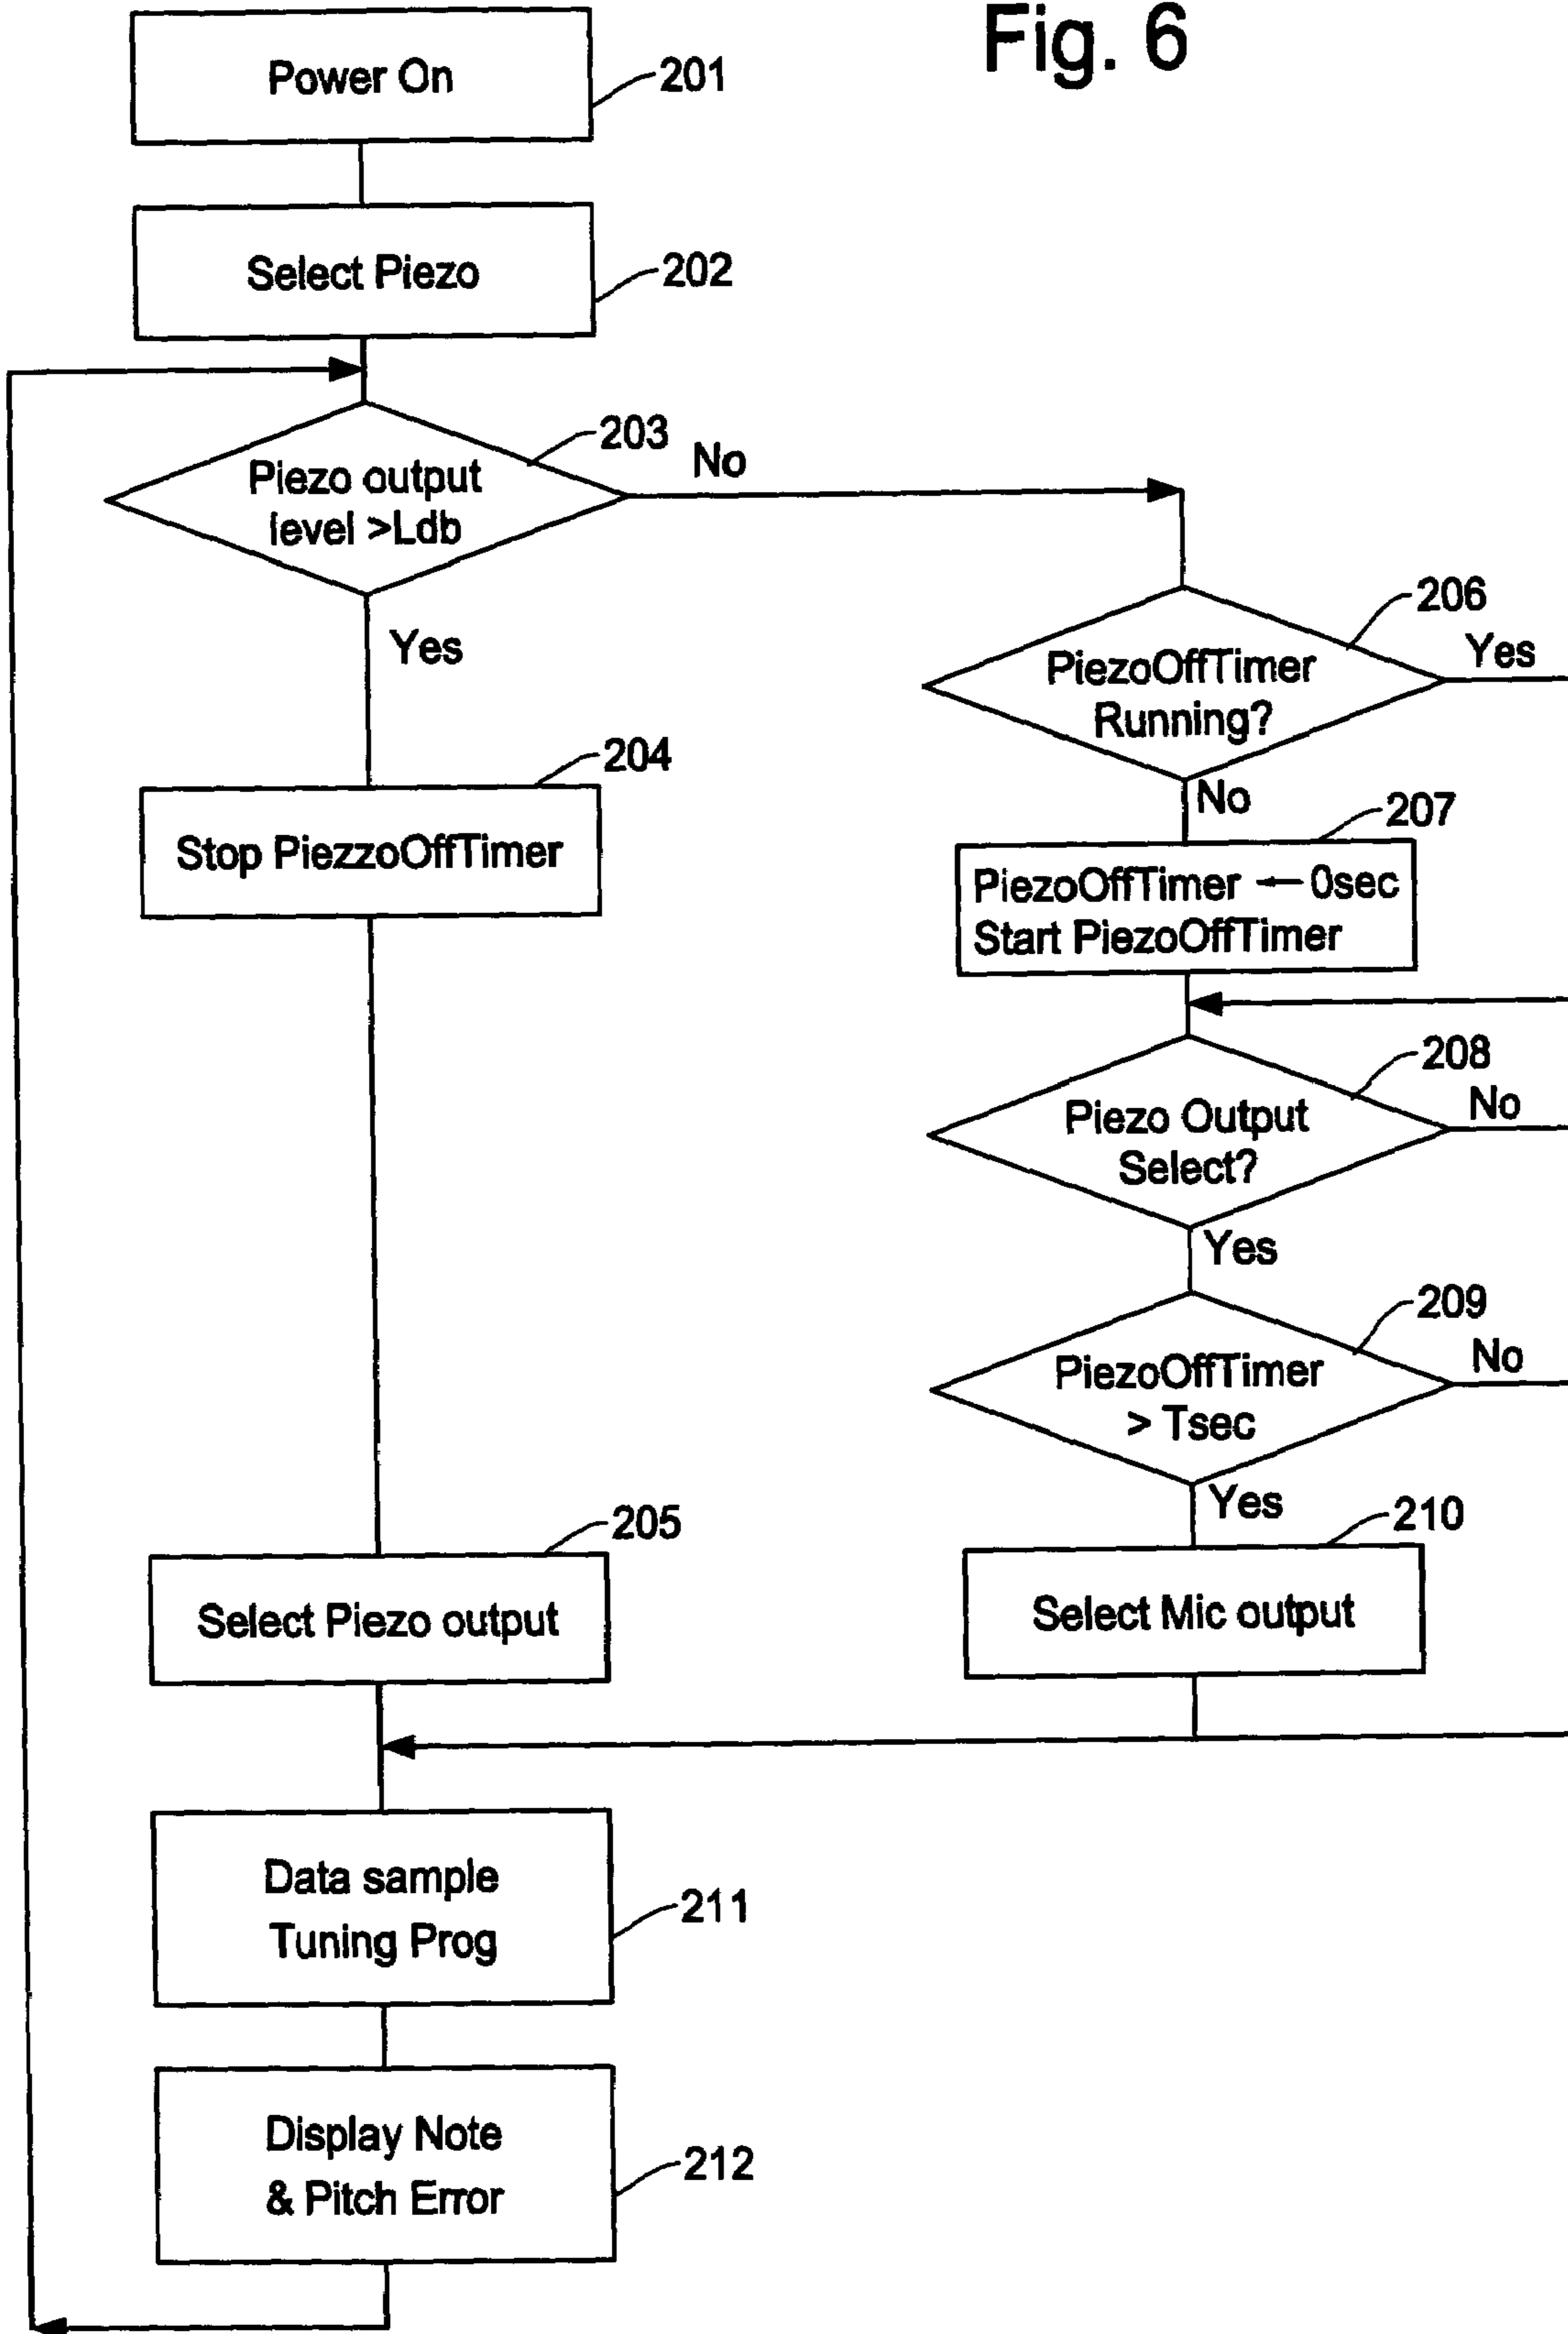 Fig. 6
Power On
201
Select Piezo
202
Piezo output
level >Ldb
203
No
Yes
PiezoOffTimer
Running?
206
Yes
No
Stop PiezzoOffTimer
204
PiezoOffTimer ← 0sec
Start PiezoOffTimer
207
Piezo Output
Select?
208
No
Yes
PiezoOffTimer
> Tsec
209
No
Yes
Select Piezo output
205
Select Mic output
210
Data sample
Tuning Prog
211
Display Note
& Pitch Error
212